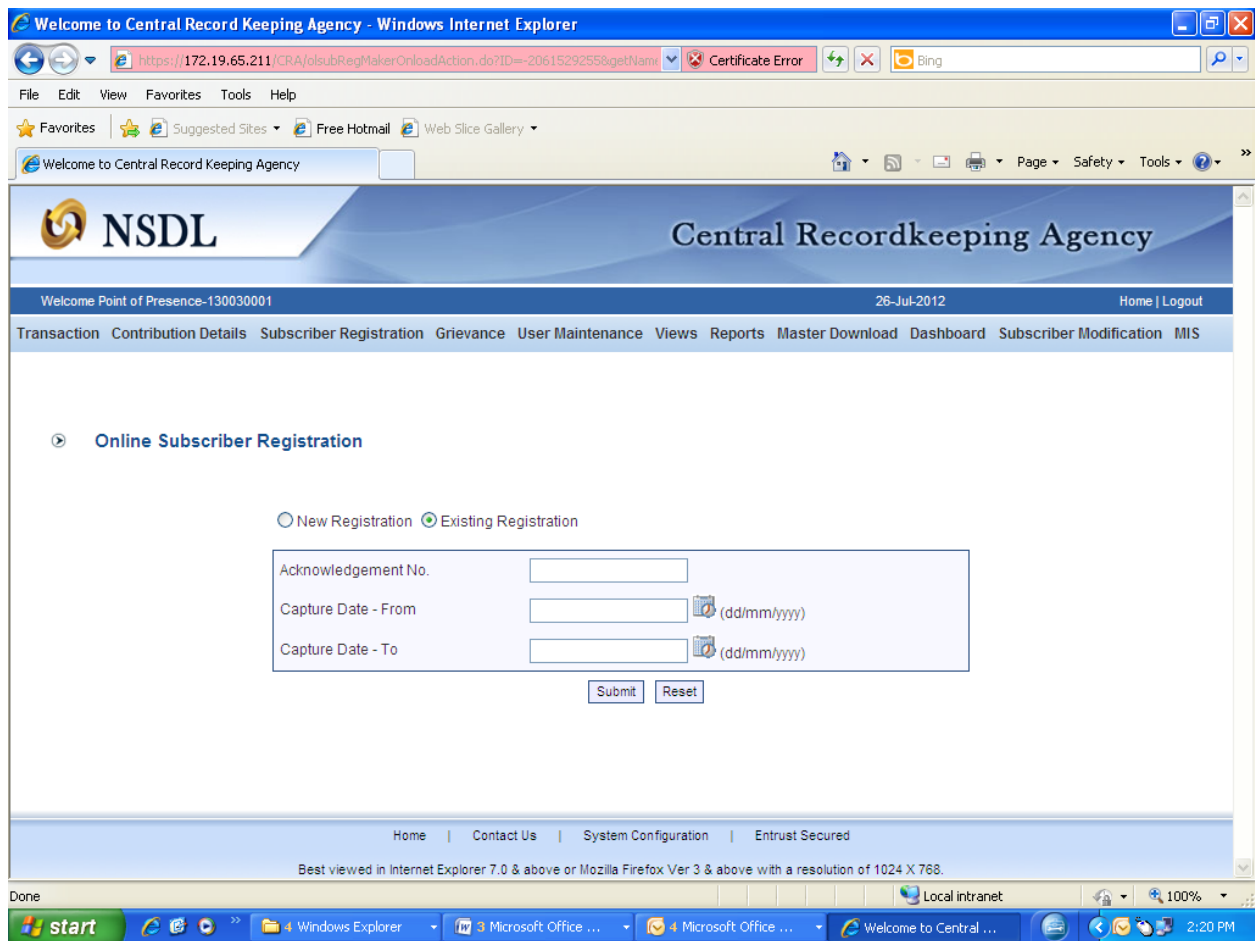 Welcome to Central Record Keeping Agency - Windows Internet Explorer
https://172.19.65.211/CRA/olsubRegMakerOnloadAction.do?ID=-2061529255&getName Certificate Error Bing
File Edit View Favorites Tools Help
Favorites Suggested Sites Free Hotmail Web Slice Gallery
Welcome to Central Record Keeping Agency Page Safety Tools »
NSDL Central Recordkeeping Agency
Welcome Point of Presence-130030001 26-Jul-2012 Home | Logout
Transaction Contribution Details Subscriber Registration Grievance User Maintenance Views Reports Master Download Dashboard Subscriber Modification MIS
Online Subscriber Registration
New Registration Existing Registration
Acknowledgement No.
Capture Date - From (dd/mm/yyyy)
Capture Date - To (dd/mm/yyyy)
Submit Reset
Home | Contact Us | System Configuration | Entrust Secured
Best viewed in Internet Explorer 7.0 & above or Mozilla Firefox Ver 3 & above with a resolution of 1024 X 768.
Done Local intranet 100%
start » 4 Windows Explorer 3 Microsoft Office ... 4 Microsoft Office ... Welcome to Central ... 2:20 PM